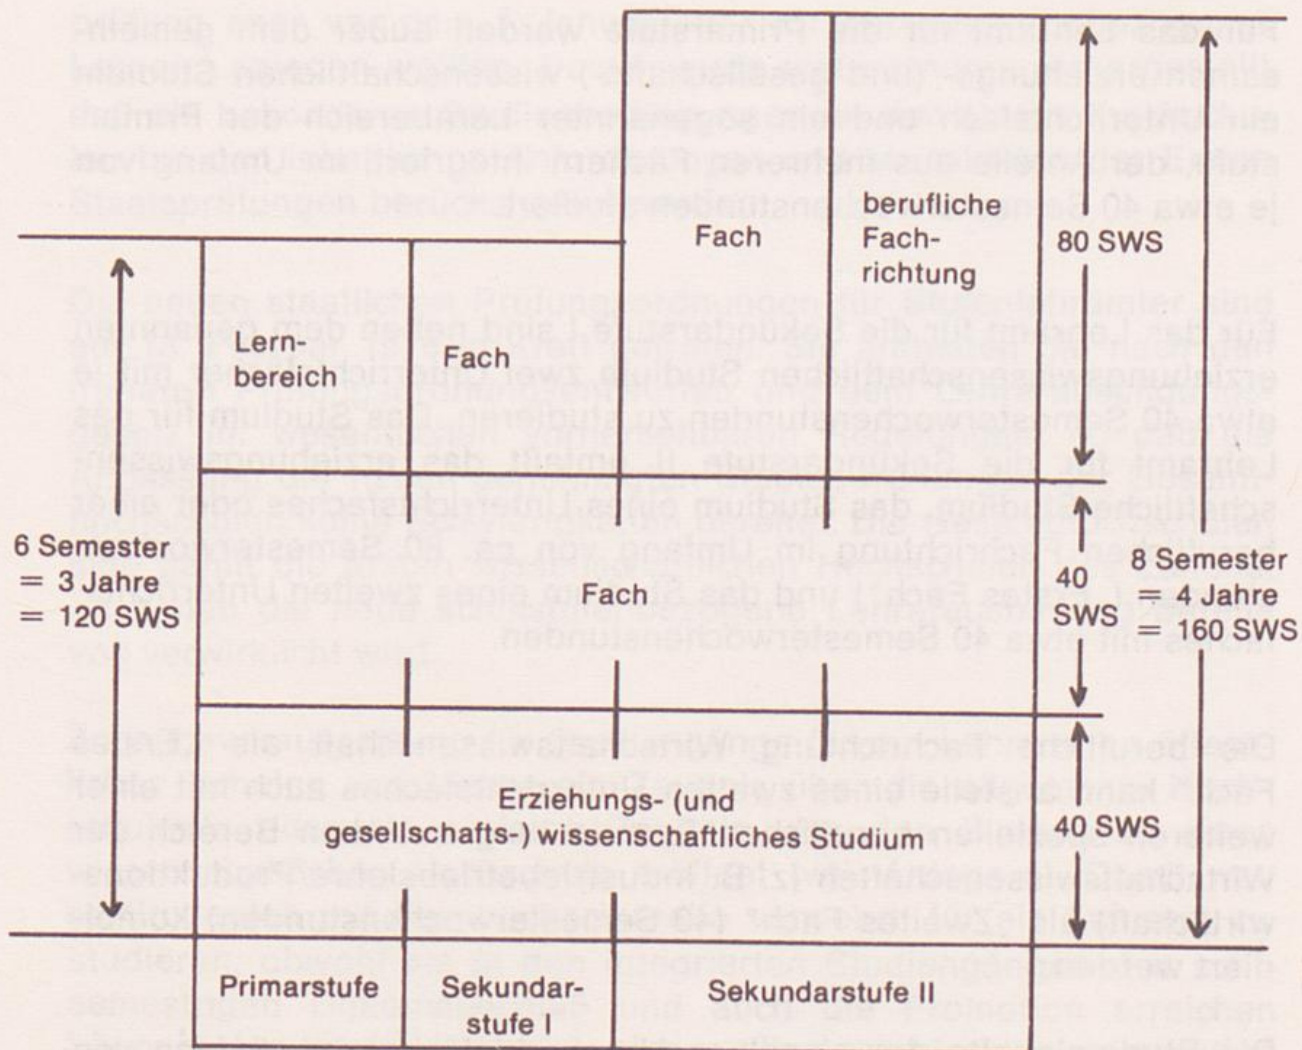 Fach
berufliche
Fach-
richtung
80 SWS
Lern-
bereich
Fach
6 Semester
= 3 Jahre
= 120 SWS
Fach
40
SWS
8 Semester
= 4 Jahre
= 160 SWS
Erziehungs- (und
gesellschafts-) wissenschaftliches Studium
40 SWS
Primarstufe
Sekundar-
stufe I
Sekundarstufe II